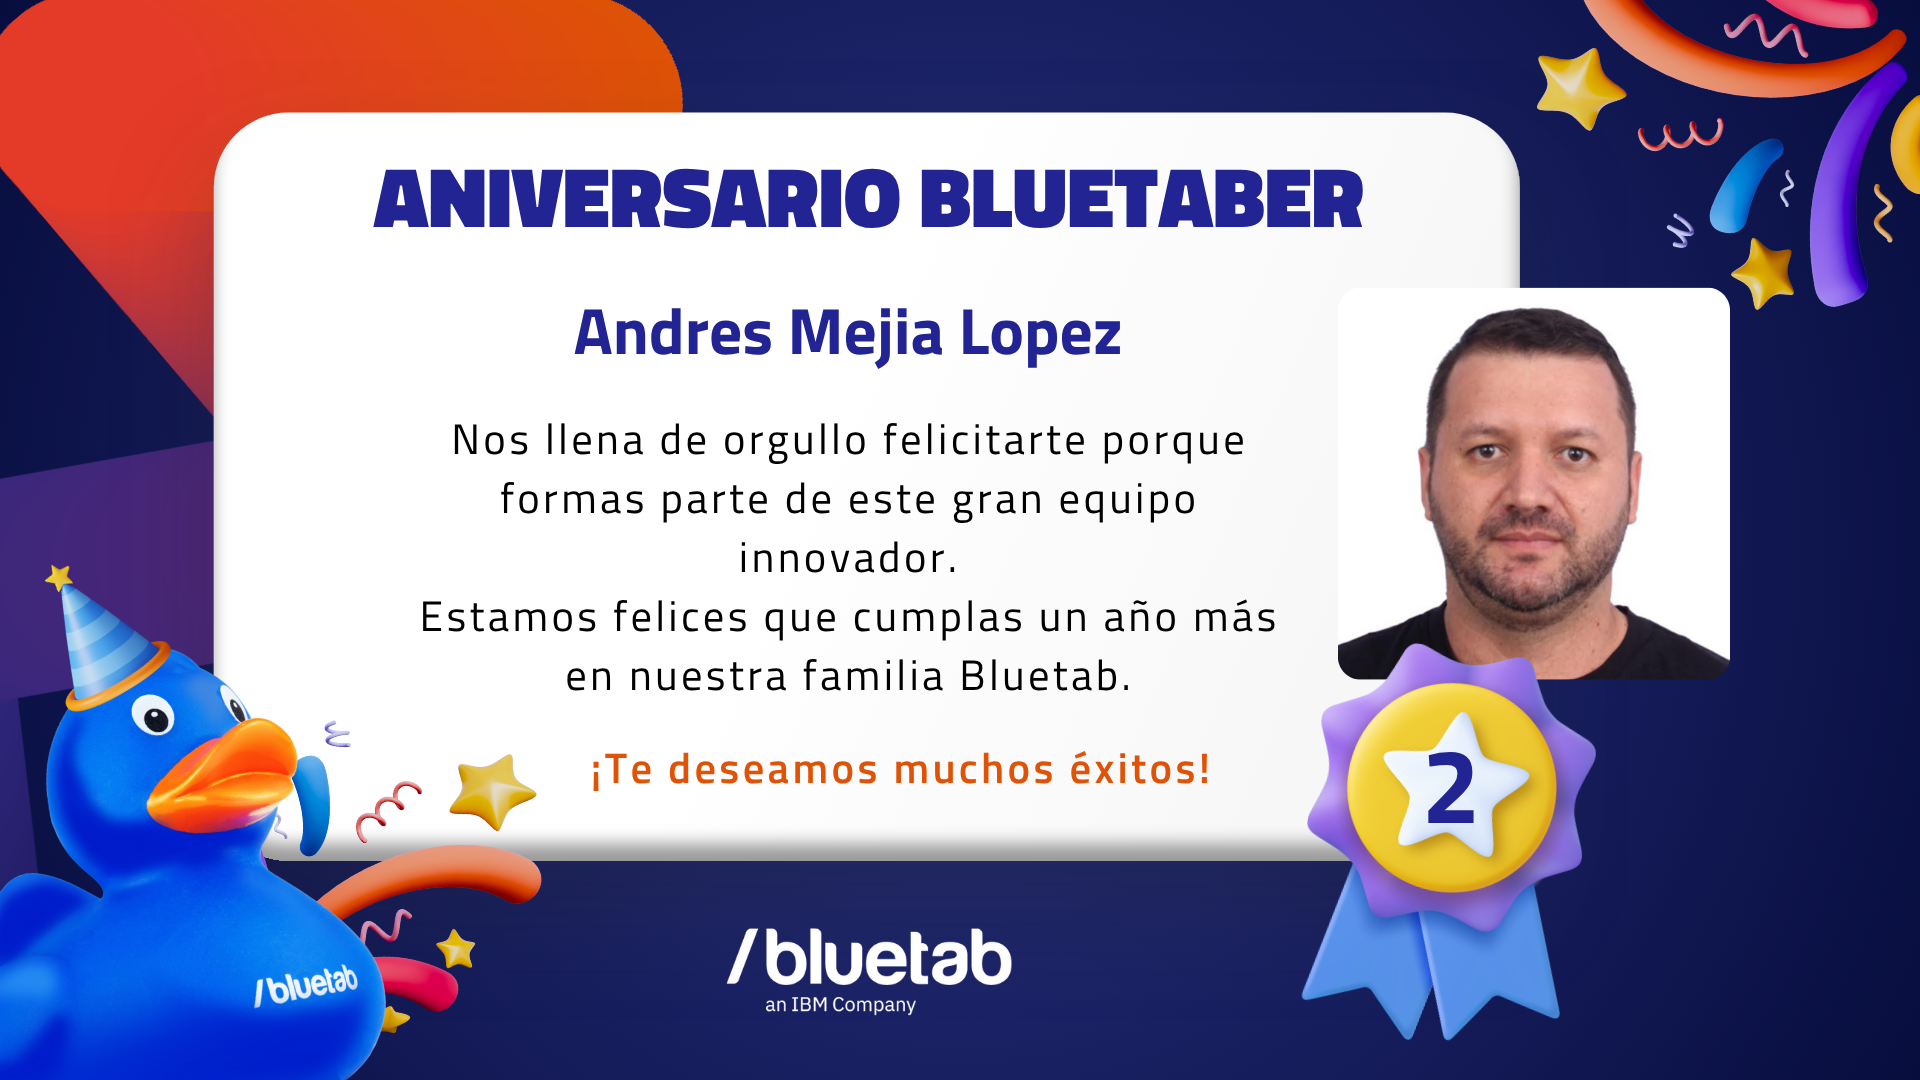 ANIVERSARIO BLUETABER
Andres Mejia Lopez
Nos llena de orgullo felicitarte porque
formas parte de este gran equipo
innovador.
Estamos felices que cumplas un año más
en nuestra familia Bluetab.
¡Te deseamos muchos éxitos!
2
/bluetab
/bluetab
an IBM Company